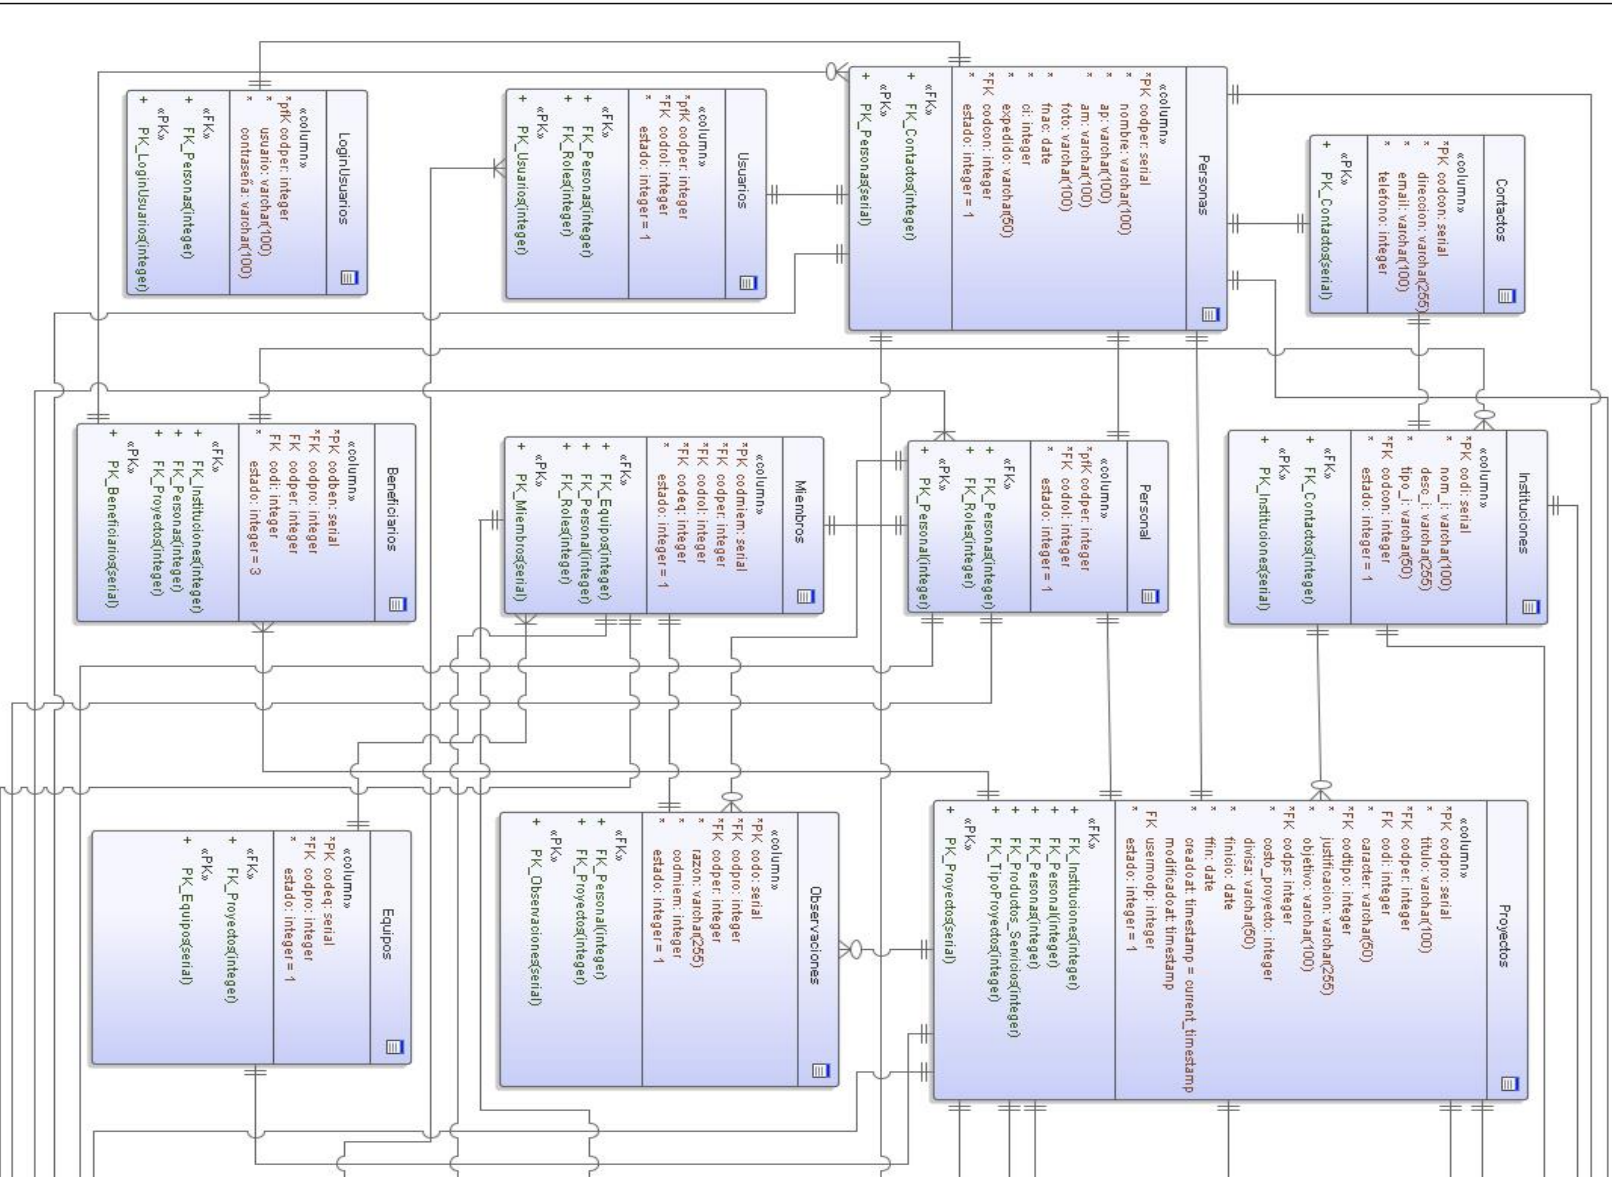 Personas
«column»
*PK codper: serial
* nombre: varchar(100)
* ap: varchar(100)
* am: varchar(100)
* foto: varchar(100)
* fnac: date
* ci: integer
* expedido: varchar(50)
*FK codcon: integer
* estado: integer = 1
«FK»
+ FK_Contactos(integer)
«PK»
+ PK_Personas(serial)
Contactos
«column»
*PK codcon: serial
* direccion: varchar(255)
* email: varchar(100)
* telefono: integer
«PK»
+ PK_Contactos(serial)
Usuarios
«column»
*pfK codper: integer
*FK codrol: integer
* estado: integer = 1
«FK»
+ FK_Personas(integer)
+ FK_Roles(integer)
«PK»
+ PK_Usuarios(integer)
LoginUsuarios
«column»
*pfK codper: integer
* usuario: varchar(100)
* contraseña: varchar(100)
«FK»
+ FK_Personas(integer)
«PK»
+ PK_LoginUsuarios(integer)
Instituciones
«column»
*PK codi: serial
* nom_i: varchar(100)
* desc_i: varchar(255)
* tipo_i: varchar(50)
*FK codcon: integer
* estado: integer = 1
«FK»
+ FK_Contactos(integer)
«PK»
+ PK_Instituciones(serial)
Personal
«column»
*pfK codper: integer
*FK codrol: integer
* estado: integer = 1
«FK»
+ FK_Personas(integer)
+ FK_Roles(integer)
«PK»
+ PK_Personal(integer)
Miembros
«column»
*PK codmiem: serial
*FK codper: integer
*FK codrol: integer
*FK codeq: integer
* estado: integer = 1
«FK»
+ FK_Equipos(integer)
+ FK_Personal(integer)
+ FK_Roles(integer)
«PK»
+ PK_Miembros(serial)
Beneficiarios
«column»
*PK codben: serial
*FK codpro: integer
FK codper: integer
FK codi: integer
* estado: integer = 3
«FK»
+ FK_Instituciones(integer)
+ FK_Personas(integer)
+ FK_Proyectos(integer)
«PK»
+ PK_Beneficiarios(serial)
Proyectos
«column»
*PK codpro: serial
* titulo: varchar(100)
*FK codper: integer
FK codi: integer
* caracter: varchar(50)
*FK codtipo: integer
* justificacion: varchar(255)
* objetivo: varchar(100)
*FK codps: integer
* costo_proyecto: integer
* divisa: varchar(50)
* finicio: date
* ffin: date
* creadoat: timestamp = current_timestamp
* modificadoat: timestamp
FK usermodp: integer
* estado: integer = 1
«FK»
+ FK_Instituciones(integer)
+ FK_Personal(integer)
+ FK_Personas(integer)
+ FK_Productos_Servicios(integer)
+ FK_TipoProyectos(integer)
«PK»
+ PK_Proyectos(serial)
Observaciones
«column»
*PK codo: serial
*FK codpro: integer
*FK codper: integer
* razon: varchar(255)
* codmiem: integer
* estado: integer = 1
«FK»
+ FK_Personal(integer)
+ FK_Proyectos(integer)
«PK»
+ PK_Observaciones(serial)
Equipos
«column»
*PK codeq: serial
*FK codpro: integer
* estado: integer = 1
«FK»
+ FK_Proyectos(integer)
«PK»
+ PK_Equipos(serial)